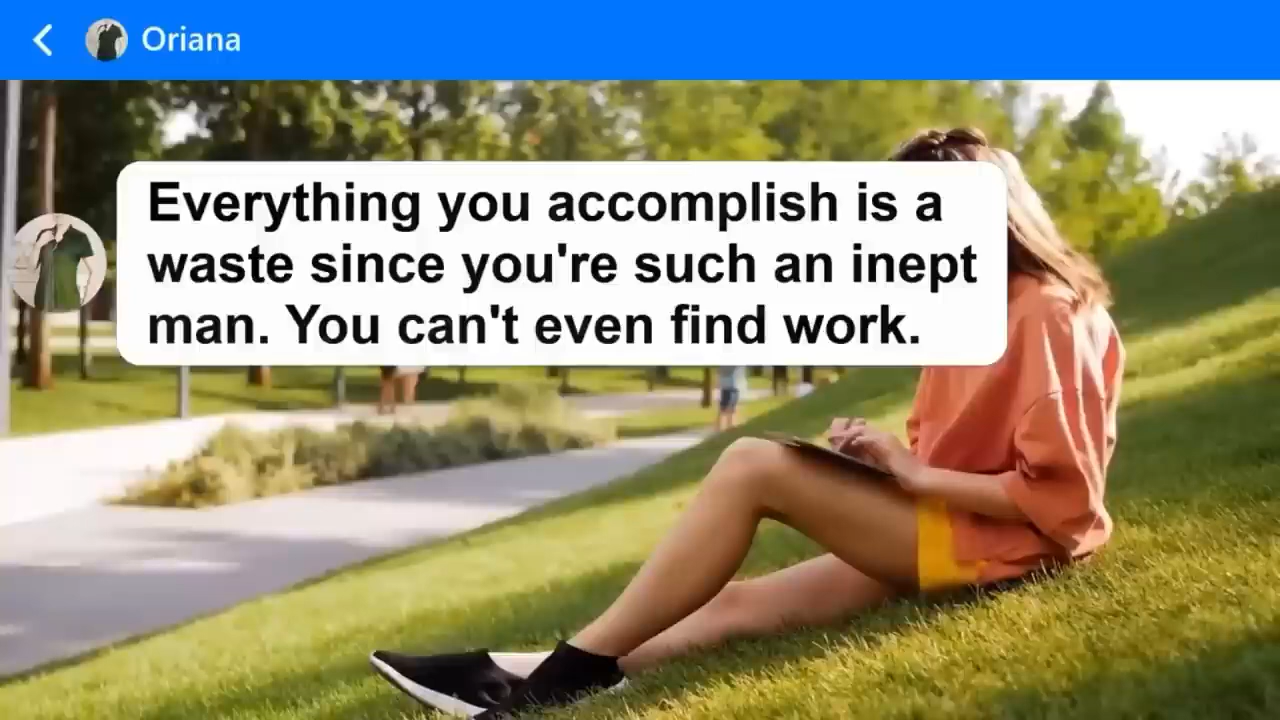 Oriana
Everything you accomplish is a
waste since you're such an inept
man. You can't even find work.